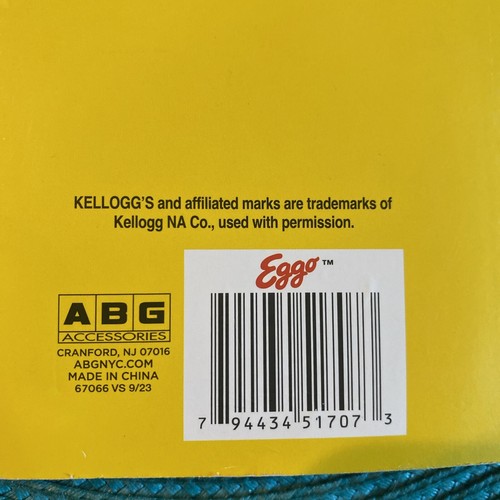 KELLOGG'S and affiliated marks are trademarks of
Kellogg NA Co., used with permission.
Eggo™
ABG
ACCESSORIES
CRANFORD, NJ 07016
ABGNYC.COM
MADE IN CHINA
67066 VS 9/23
7 94434 51707 3